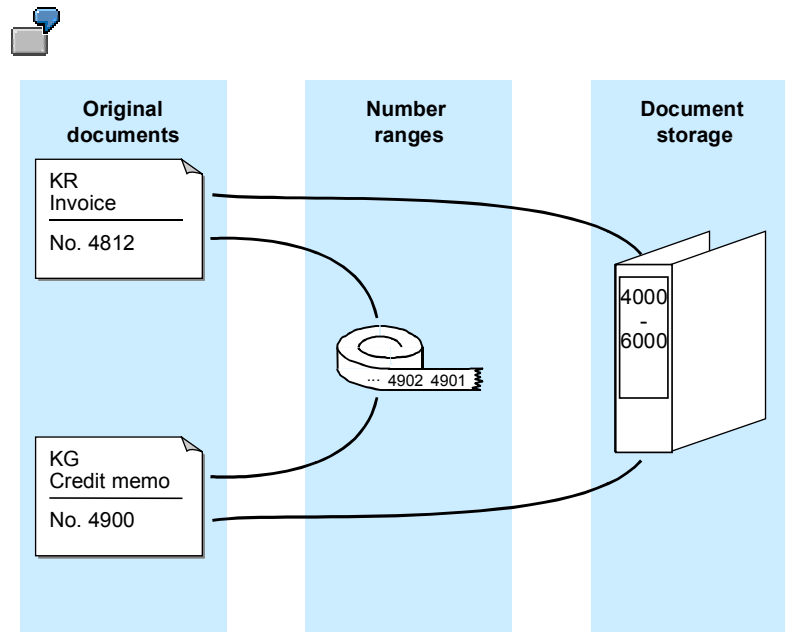 Original
documents
Number
ranges
Document
storage
KR
Invoice
No. 4812
4000
-
6000
... 4902 4901
KG
Credit memo
No. 4900